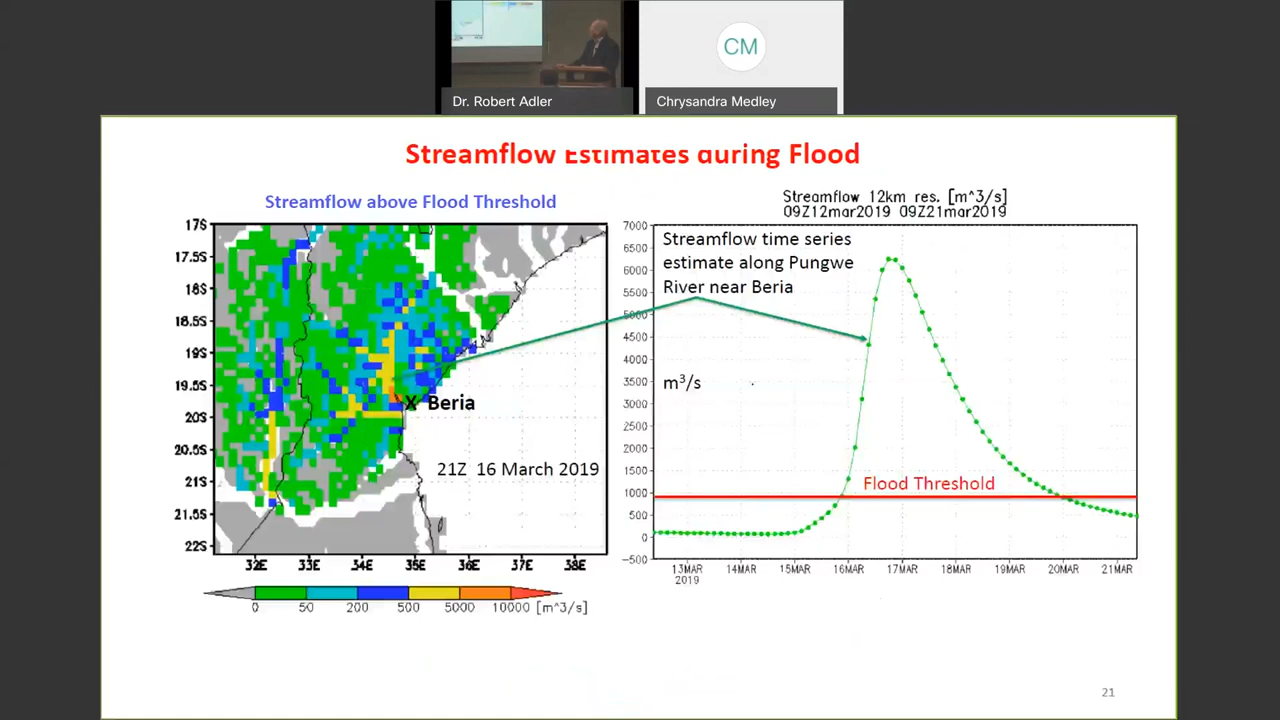 Dr. Robert Adler
CM
Chrysandra Medley
Streamflow Estimates during Flood
Streamflow above Flood Threshold
17S
17.5S
18S
18.5S
19S
19.5S
20S
20.5S
21S
21.5S
22S
X Beria
21Z 16 March 2019
32E 33E 34E 35E 36E 37E 38E
0 50 200 500 5000 10000 [m^3/s]
Streamflow 12km res. [m^3/s]
09Z12mar2019 09Z21mar2019
Streamflow time series
estimate along Pungwe
River near Beria
m³/s
Flood Threshold
7000
6500
6000
5500
4500
4000
3500
3000
2500
2000
1500
1000
500
0
-500
13MAR 14MAR 15MAR 16MAR 17MAR 18MAR 19MAR 20MAR 21MAR
2019
21